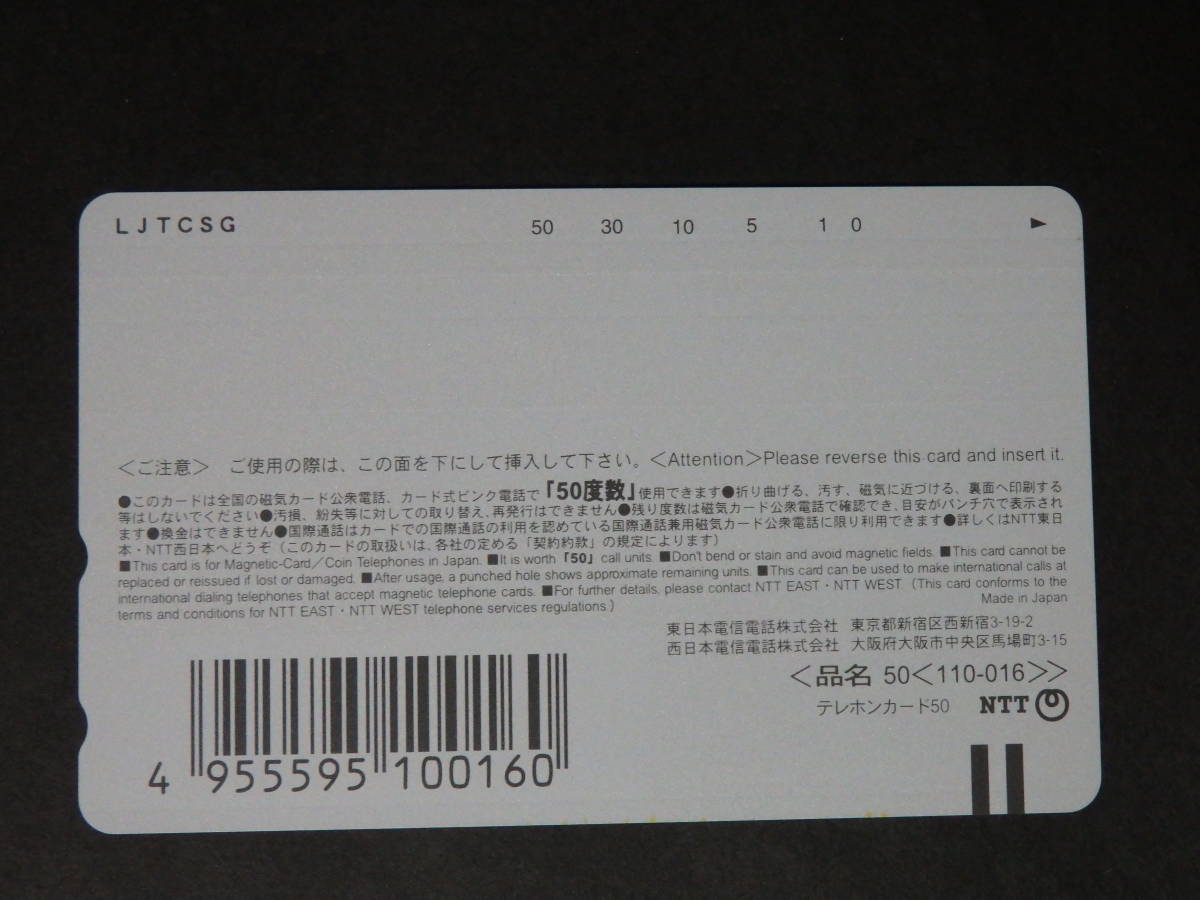 LJTCSG 50 30 10 5 1 0 ►
＜ご注意＞ ご使用の際は、この面を下にして挿入して下さい。＜Attention＞Please reverse this card and insert it.
●このカードは全国の磁気カード公衆電話、カード式ピンク電話で「50度数」使用できます●折り曲げる、汚す、磁気に近づける、裏面へ印刷する
等はしないでください●汚損、紛失等に対しての取り替え、再発行はできません●残り度数は磁気カード公衆電話で確認でき、目安がパンチ穴で表示され
ます●換金はできません●国際通話はカードでの国際通話の利用を認めている国際通話兼用磁気カード公衆電話に限り利用できます●詳しくはNTT東日
本・NTT西日本へどうぞ（このカードの取扱いは、各社の定める「契約約款」の規定によります）
■This card is for Magnetic-Card／Coin Telephones in Japan. ■It is worth「50」call units. ■Don't bend or stain and avoid magnetic fields. ■This card cannot be
replaced or reissued if lost or damaged. ■After usage, a punched hole shows approximate remaining units. ■This card can be used to make international calls at
international dialing telephones that accept magnetic telephone cards. ■For further details, please contact NTT EAST・NTT WEST（This card conforms to the
terms and conditions for NTT EAST・NTT WEST telephone services regulations.）
Made in Japan
東日本電信電話株式会社 東京都新宿区西新宿3-19-2
西日本電信電話株式会社 大阪府大阪市中央区馬場町3-15
＜品名 50＜110-016＞＞
テレホンカード50 NTT
4 955595 100160